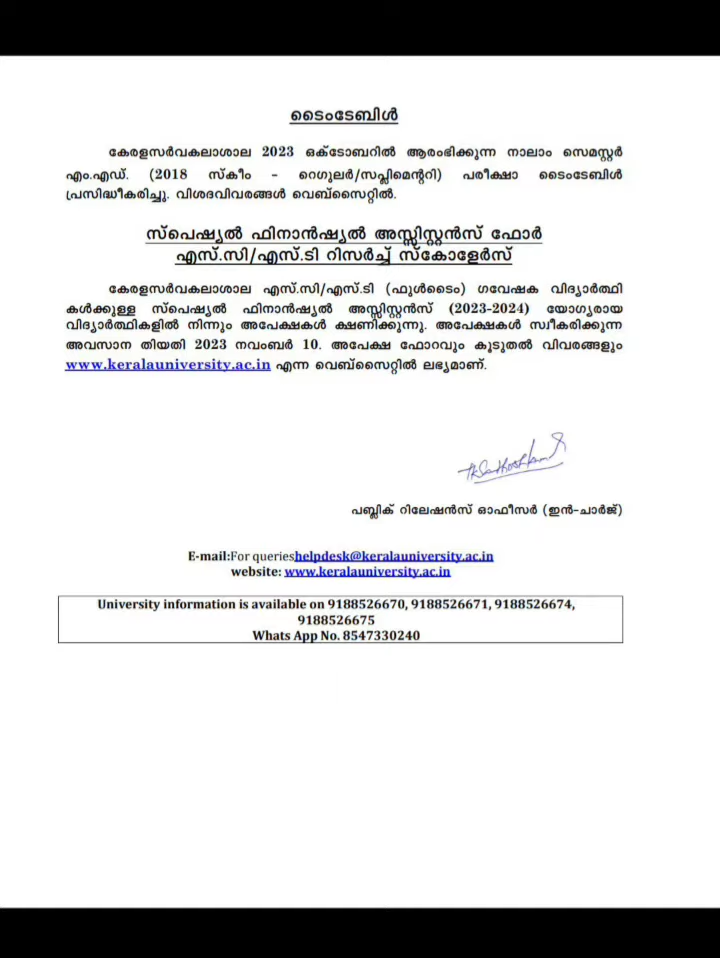 ടൈംടേബിൾ
കേരളസർവകലാശാല 2023 ഒക്ടോബറിൽ ആരംഭിക്കുന്ന നാലാം സെമസ്റ്റർ
എം.എഡ്. (2018 സ്കീം – റെഗുലർ/സപ്ലിമെന്ററി) പരീക്ഷാ ടൈംടേബിൾ
പ്രസിദ്ധീകരിച്ചു. വിശദവിവരങ്ങൾ വെബ്സൈറ്റിൽ.
സ്പെഷ്യൽ ഫിനാൻഷ്യൽ അസ്സിസ്റ്റൻസ് ഫോർ
എസ്.സി/എസ്.ടി റിസർച്ച് സ്കോളേർസ്
കേരളസർവകലാശാല എസ്.സി/എസ്.ടി (ഫുൾടൈം) ഗവേഷക വിദ്യാർത്ഥി
കൾക്കുള്ള സ്പെഷ്യൽ ഫിനാൻഷ്യൽ അസ്സിസ്റ്റൻസ് (2023-2024) യോഗ്യരായ
വിദ്യാർത്ഥികളിൽ നിന്നും അപേക്ഷകൾ ക്ഷണിക്കുന്നു. അപേക്ഷകൾ സ്വീകരിക്കുന്ന
അവസാന തിയതി 2023 നവംബർ 10. അപേക്ഷ ഫോറവും കൂടുതൽ വിവരങ്ങളും
www.keralauniversity.ac.in എന്ന വെബ്സൈറ്റിൽ ലഭ്യമാണ്.
പബ്ലിക് റിലേഷൻസ് ഓഫീസർ (ഇൻ-ചാർജ്)
E-mail:For querieshelpdesk@keralauniversity.ac.in
website: www.keralauniversity.ac.in
University information is available on 9188526670, 9188526671, 9188526674,
9188526675
Whats App No. 8547330240